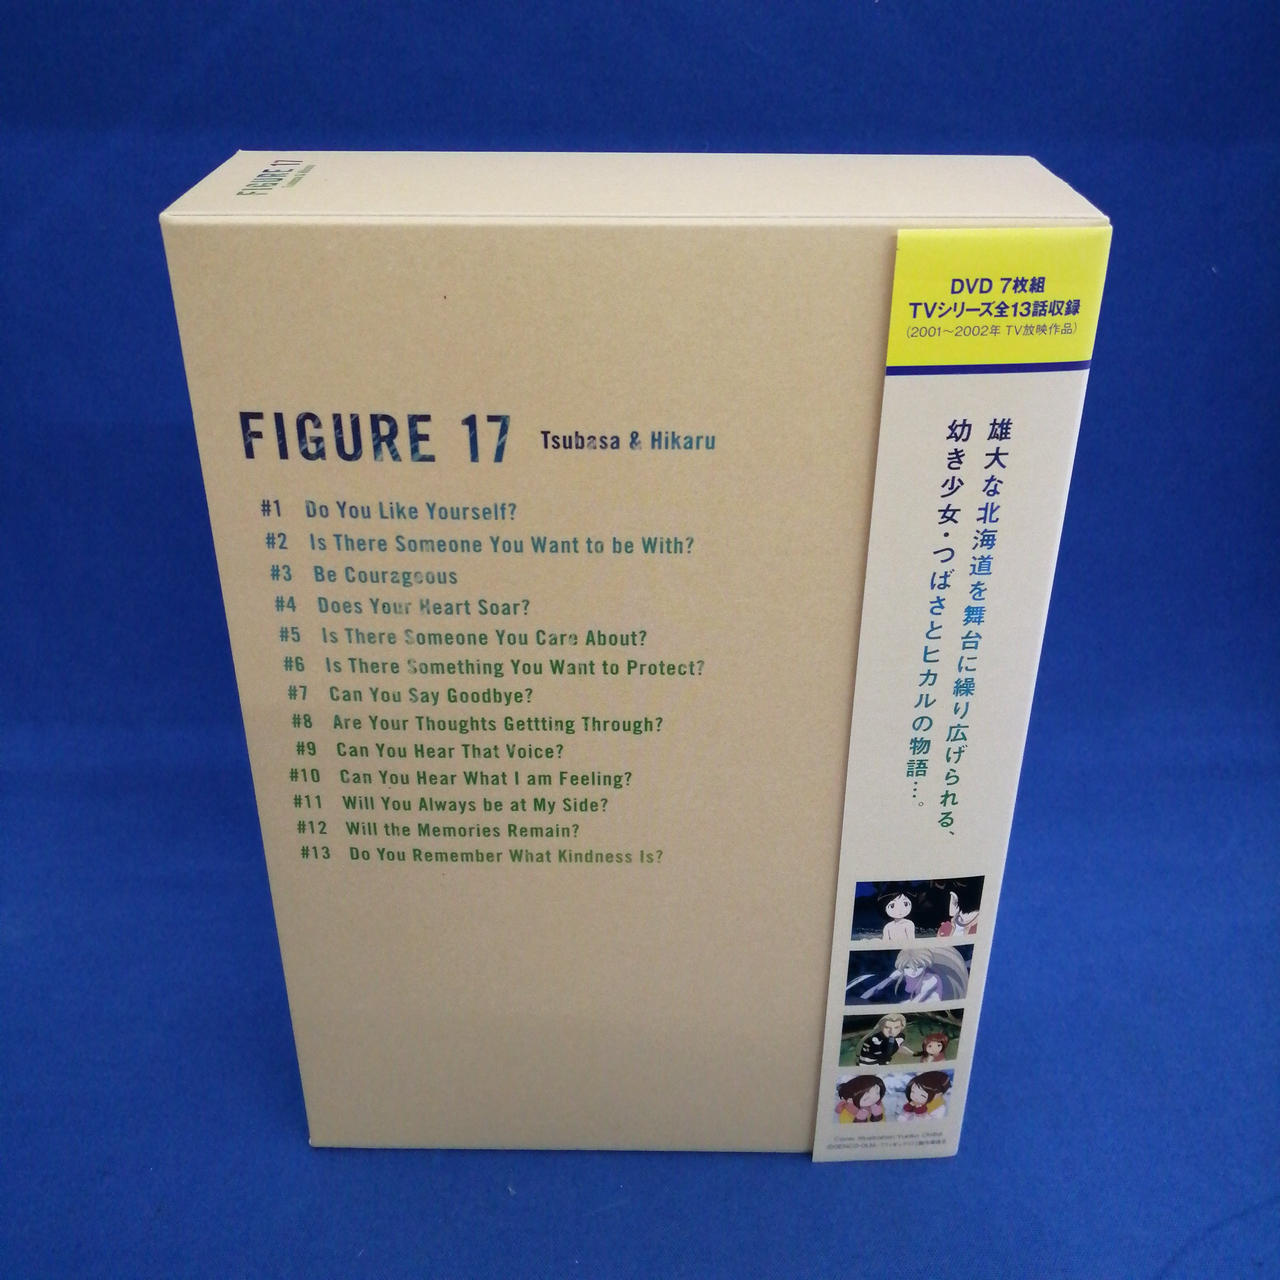 FIGURE 17
FIGURE 17 Tsubasa & Hikaru
#1 Do You Like Yourself?
#2 Is There Someone You Want to be With?
#3 Be Courageous
#4 Does Your Heart Soar?
#5 Is There Someone You Care About?
#6 Is There Something You Want to Protect?
#7 Can You Say Goodbye?
#8 Are Your Thoughts Gettting Through?
#9 Can You Hear That Voice?
#10 Can You Hear What I am Feeling?
#11 Will You Always be at My Side?
#12 Will the Memories Remain?
#13 Do You Remember What Kindness Is?
DVD 7枚組
TVシリーズ全13話収録
(2001～2002年 TV放映作品)
雄大な北海道を舞台に繰り広げられる、
幼き少女・つばさとヒカルの物語…。
Cover Illustration:Yuriko Chiba